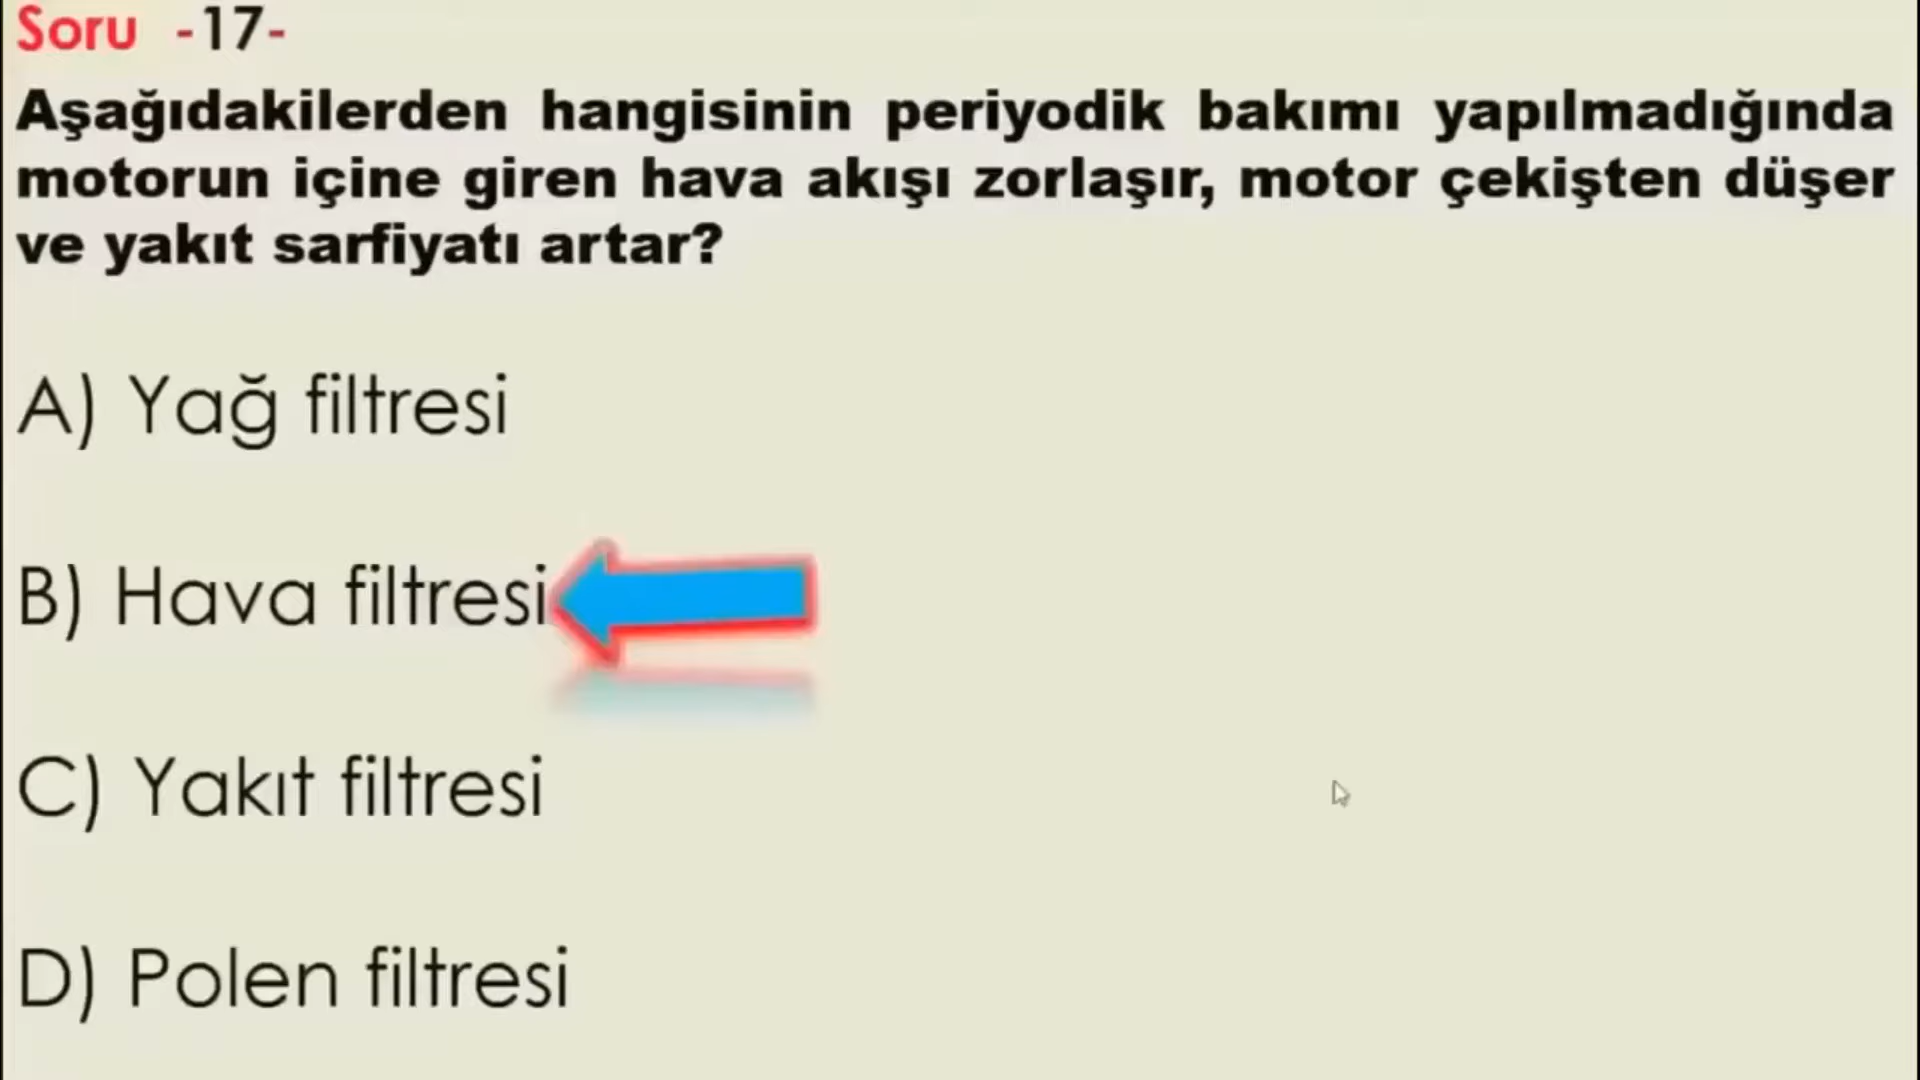 Soru -17-
Aşağıdakilerden hangisinin periyodik bakımı yapılmadığında
motorun içine giren hava akışı zorlaşır, motor çekişten düşer
ve yakıt sarfiyatı artar?
A) Yağ filtresi
B) Hava filtresi
C) Yakıt filtresi
D) Polen filtresi